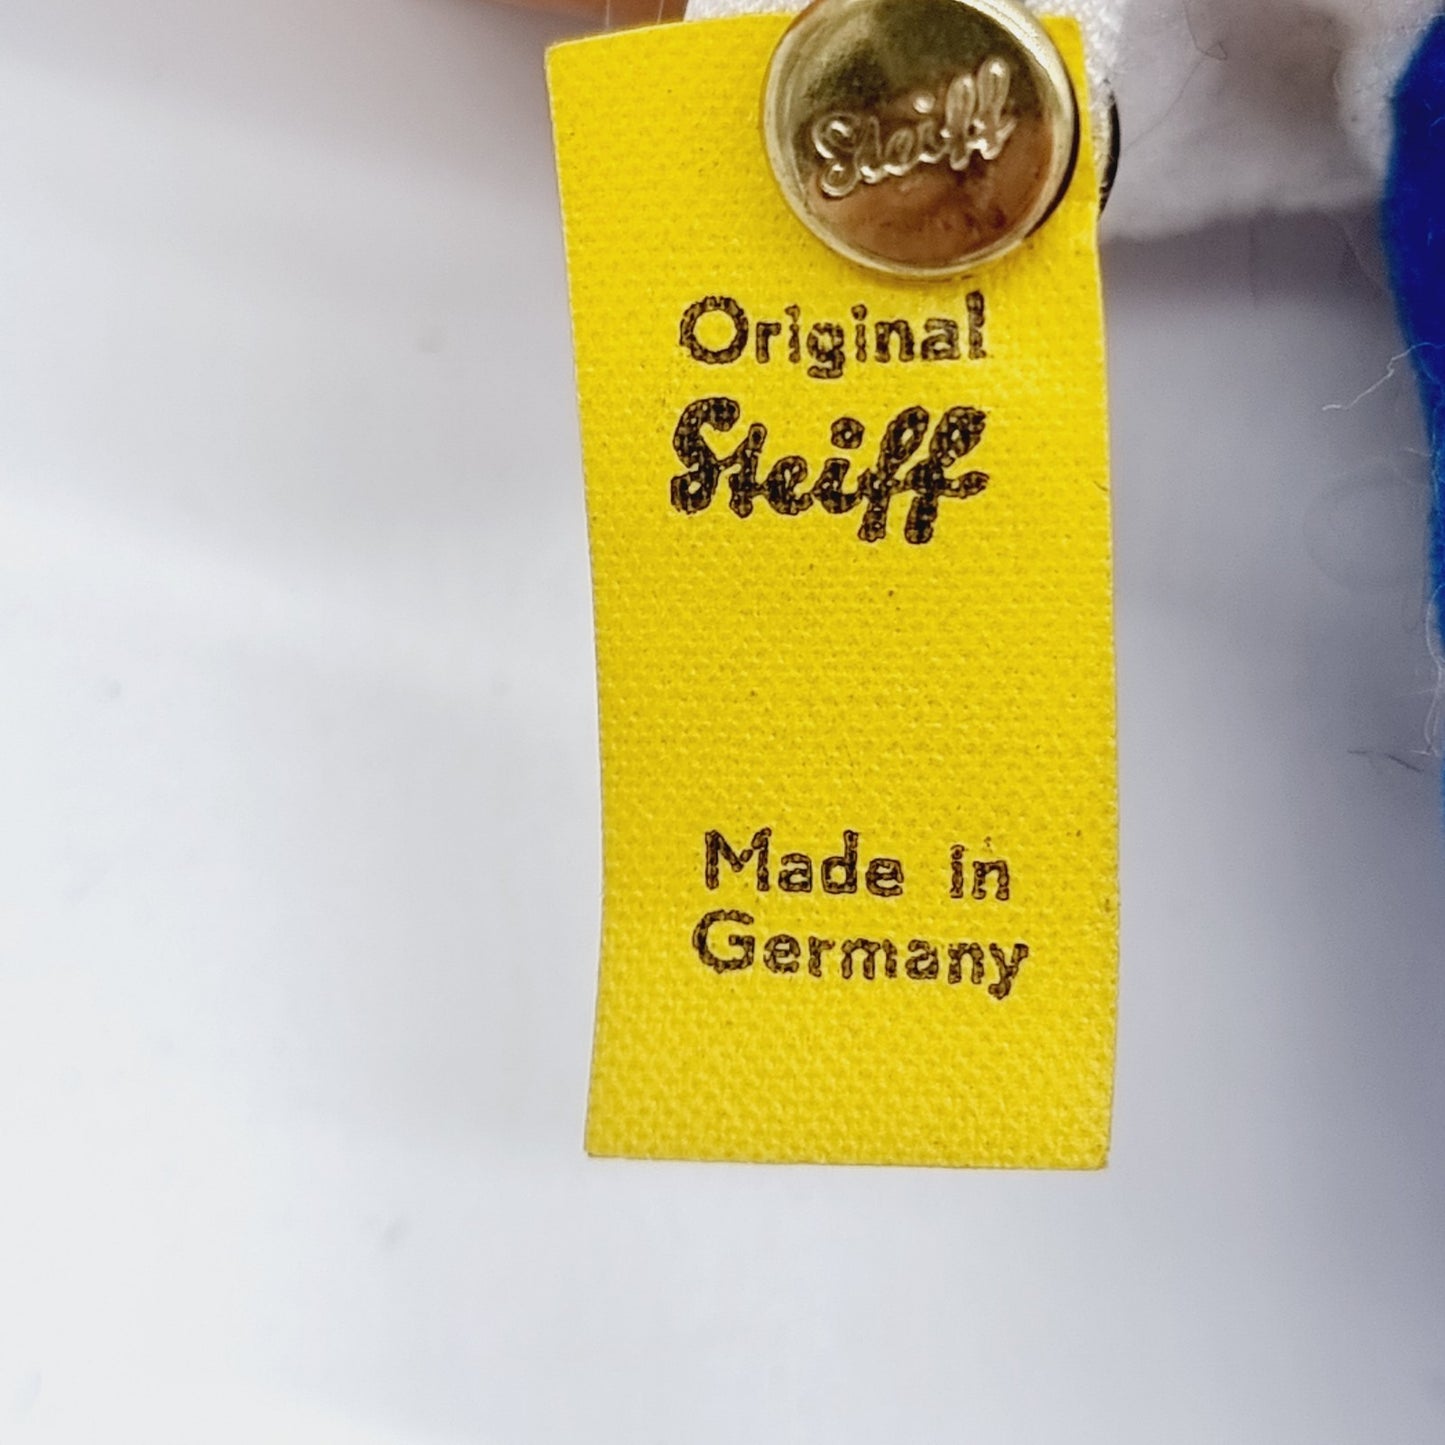 Steiff
Original
Steiff
Made in
Germany